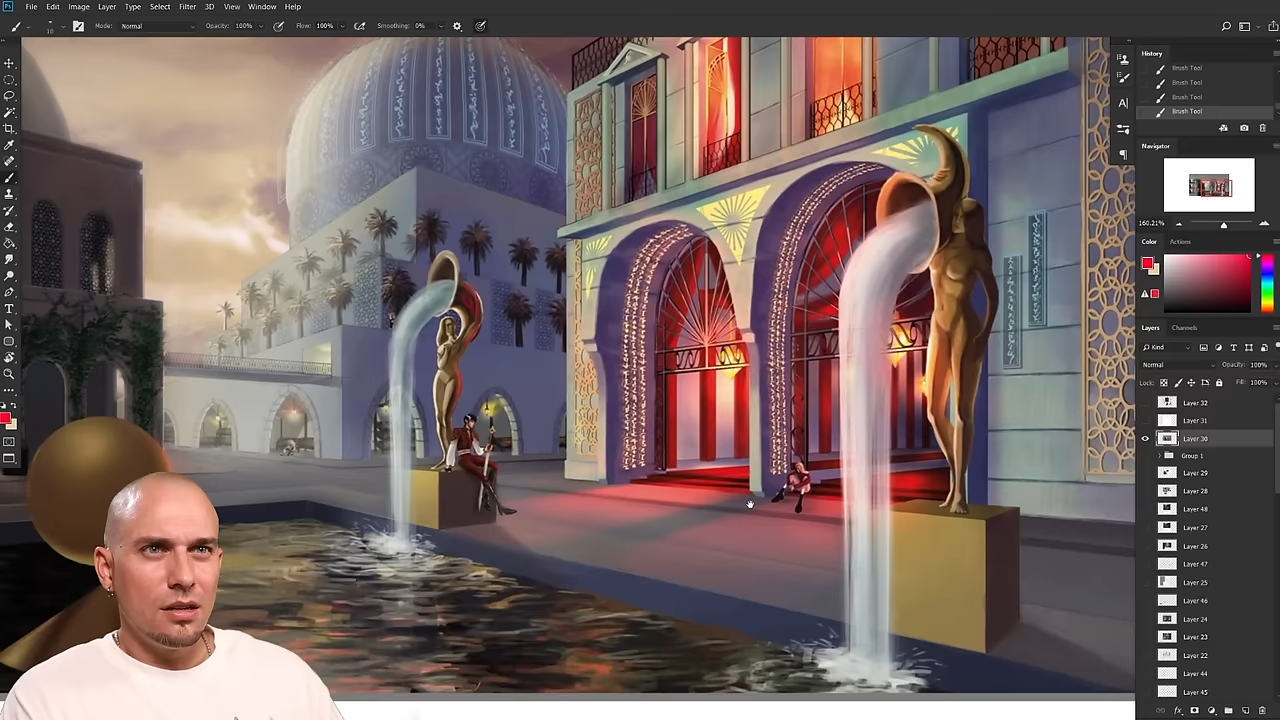 Ps File Edit Image Layer Type Select Filter 3D View Window Help
10 Mode: Normal Opacity: 100% Flow: 100% Smoothing: 0%
History
Brush Tool
Brush Tool
Brush Tool
Brush Tool
Navigator
160.21%
Color Actions
Layers Channels
Kind
Normal Opacity: 100%
Lock: Fill: 100%
Layer 32
Layer 31
Layer 30
Group 1
Layer 29
Layer 28
Layer 48
Layer 27
Layer 26
Layer 47
Layer 25
Layer 46
Layer 24
Layer 23
Layer 22
Layer 44
Layer 45